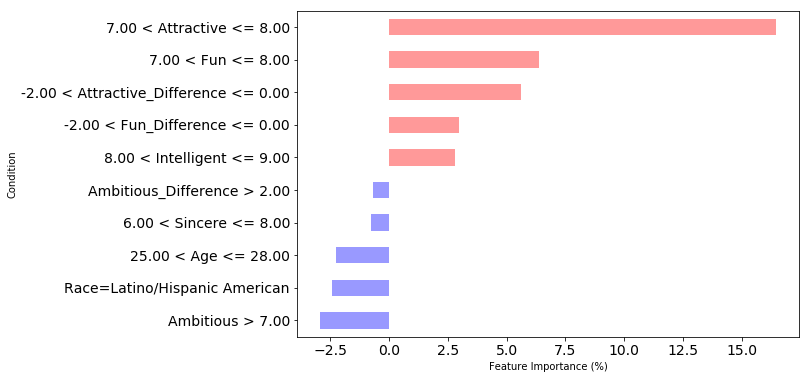 7.00 < Attractive <= 8.00
7.00 < Fun <= 8.00
-2.00 < Attractive_Difference <= 0.00
-2.00 < Fun_Difference <= 0.00
8.00 < Intelligent <= 9.00
Ambitious_Difference > 2.00
6.00 < Sincere <= 8.00
25.00 < Age <= 28.00
Race=Latino/Hispanic American
Ambitious > 7.00
Condition
−2.5 0.0 2.5 5.0 7.5 10.0 12.5 15.0
Feature Importance (%)